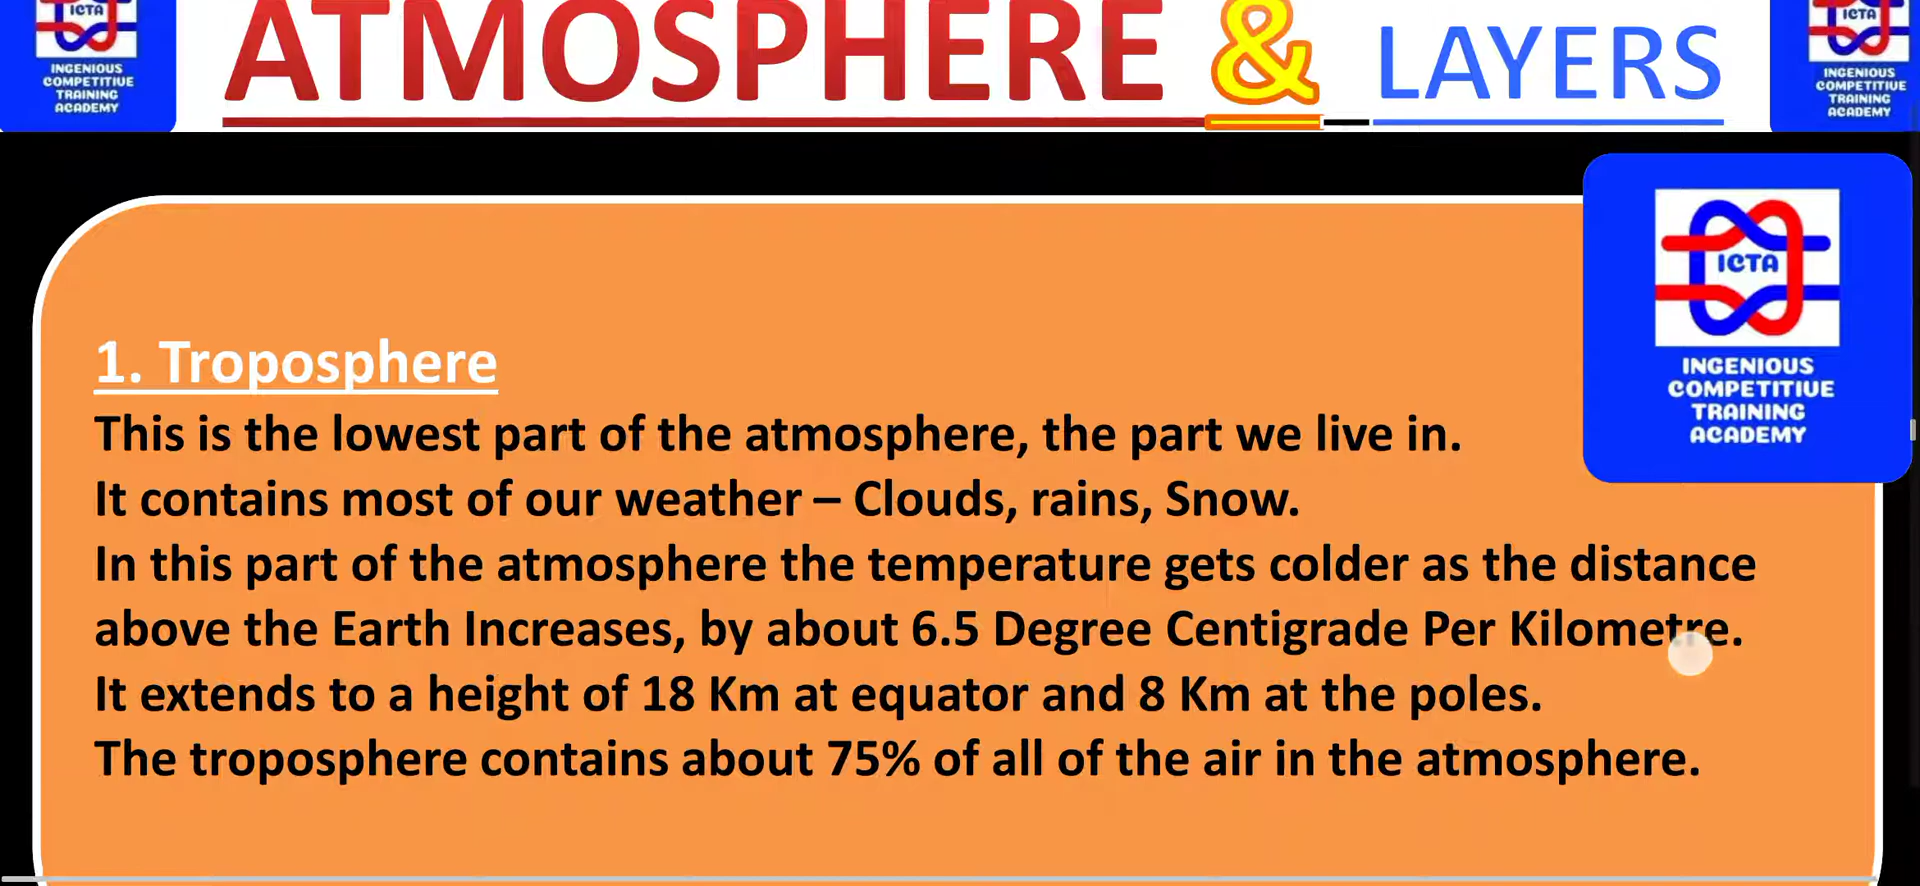 ICTA
INGENIOUS
COMPETITIUE
TRAINING
ACADEMY
ATMOSPHERE & LAYERS
ICTA
INGENIOUS
COMPETITIUE
TRAINING
ACADEMY
ICTA
INGENIOUS
COMPETITIUE
TRAINING
ACADEMY
1. Troposphere
This is the lowest part of the atmosphere, the part we live in.
It contains most of our weather – Clouds, rains, Snow.
In this part of the atmosphere the temperature gets colder as the distance
above the Earth Increases, by about 6.5 Degree Centigrade Per Kilometre.
It extends to a height of 18 Km at equator and 8 Km at the poles.
The troposphere contains about 75% of all of the air in the atmosphere.